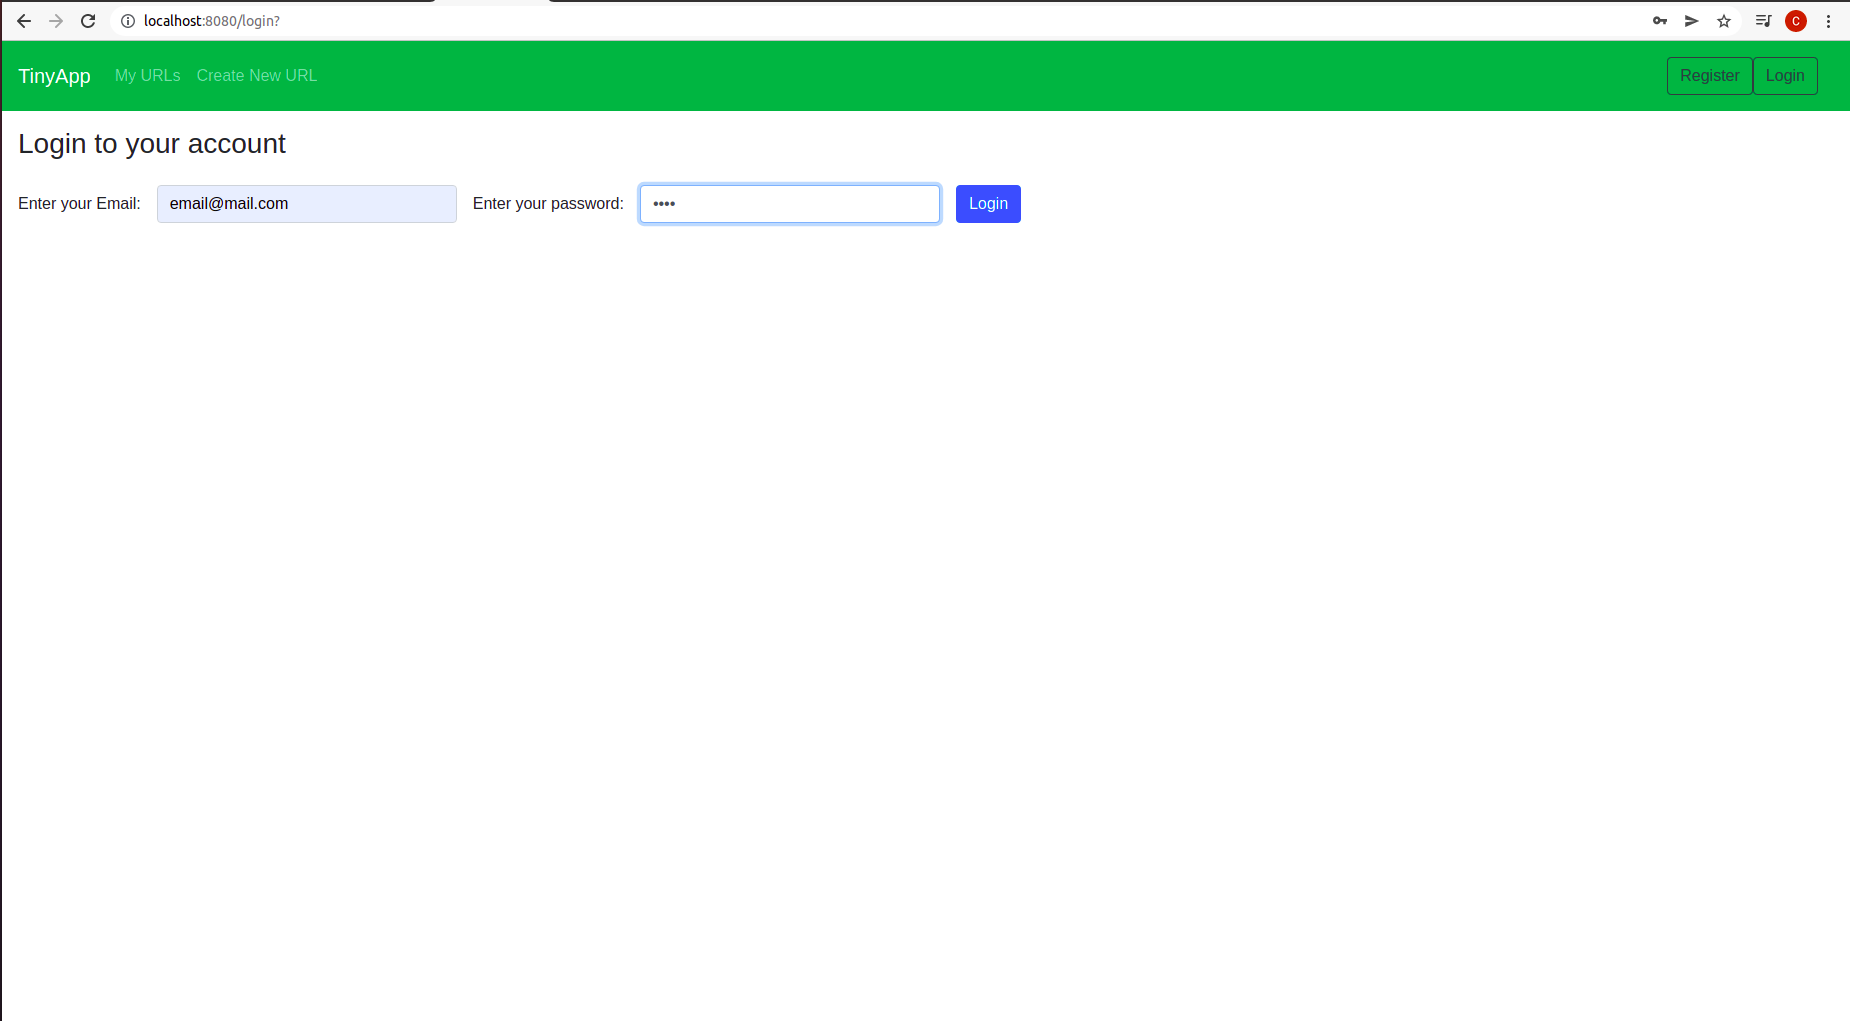 localhost:8080/login?
C
TinyApp My URLs Create New URL Register Login
Login to your account
Enter your Email: email@mail.com Enter your password: •••• Login